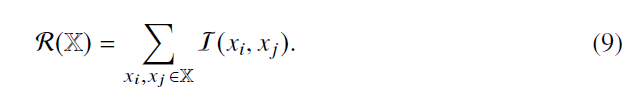 ℛ(𝕏) = ∑_{x_i,x_j∈𝕏} ℐ(x_i, x_j). (9)